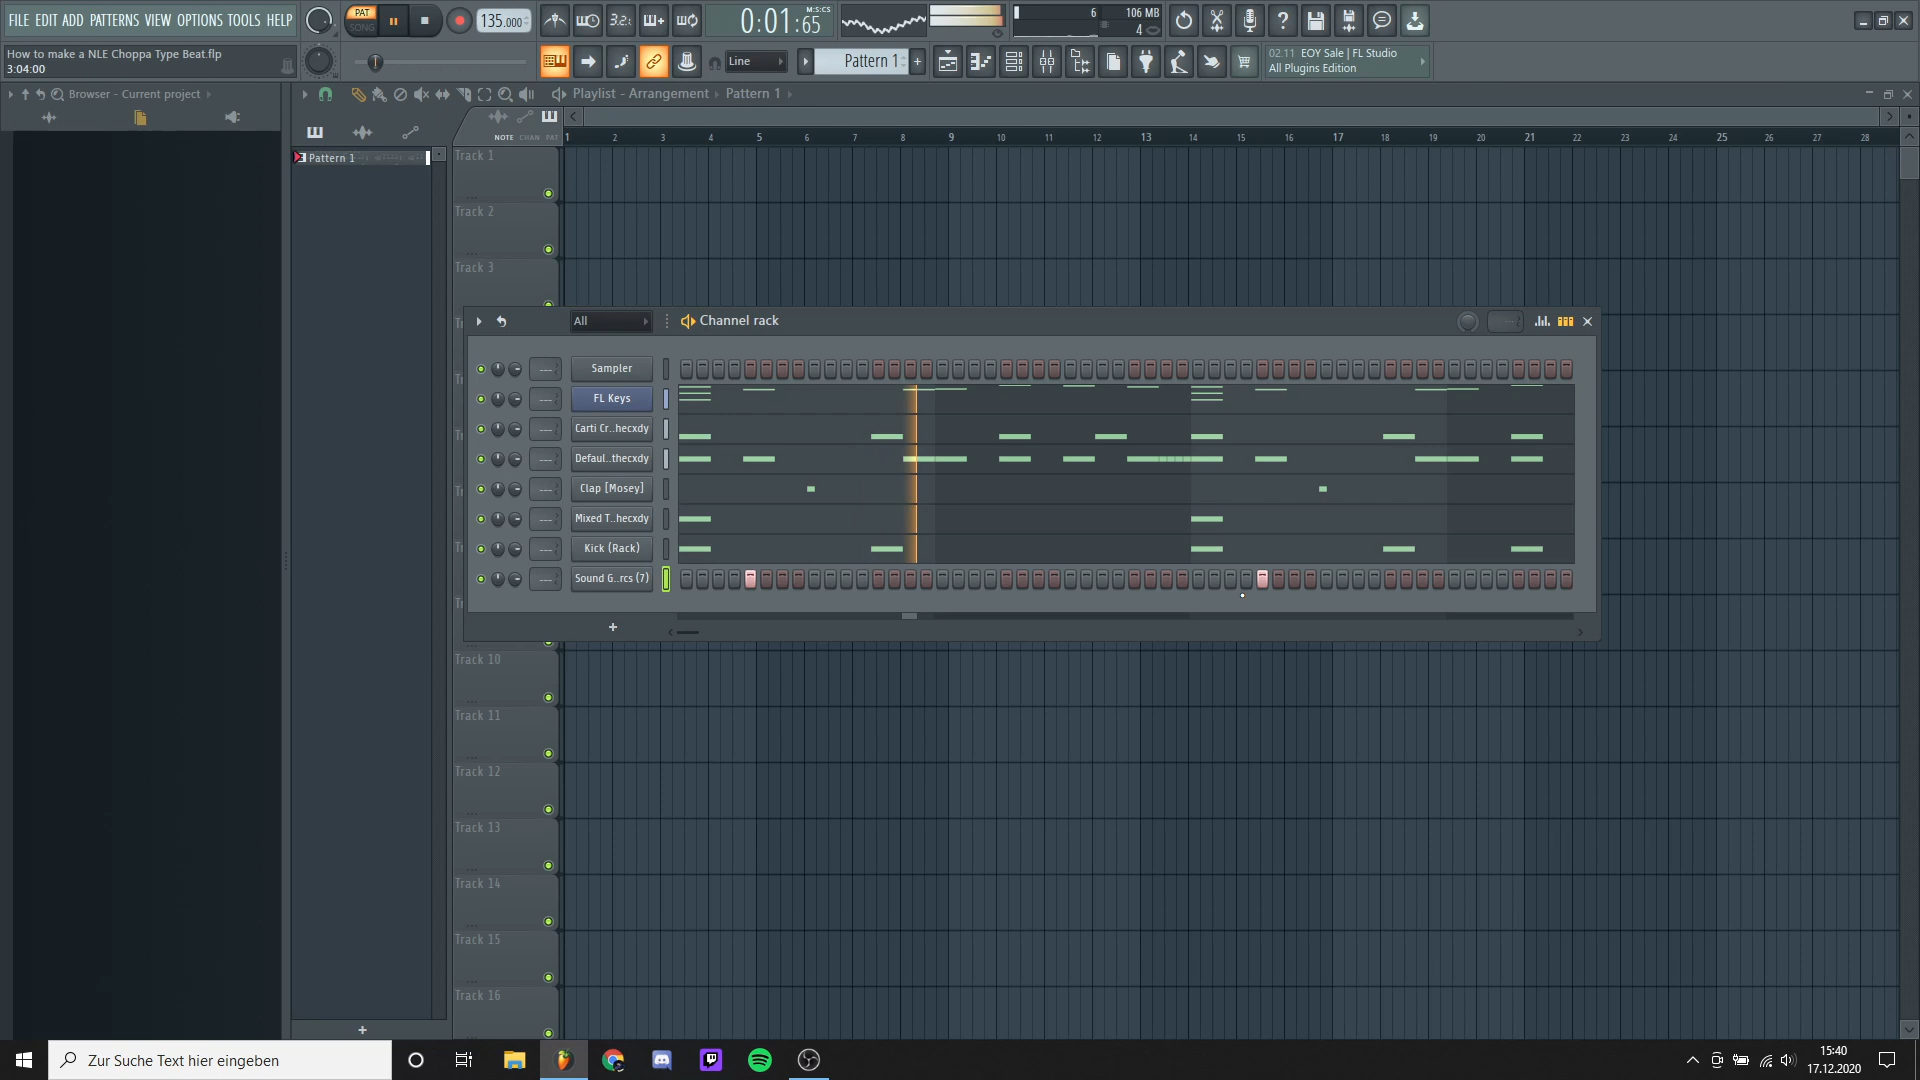 FILE EDIT ADD PATTERNS VIEW OPTIONS TOOLS HELP
PAT
SONG
135.000
3.2
0:01:65
M:S:CS
6
106 MB
4
How to make a NLE Choppa Type Beat.flp
3:04:00
Line
Pattern 1
+
02.11 EOY Sale | FL Studio
All Plugins Edition
Browser - Current project
Playlist - Arrangement › Pattern 1 ›
NOTE CHAN PAT
1 2 3 4 5 6 7 8 9 10 11 12 13 14 15 16 17 18 19 20 21 22 23 24 25 26 27 28
Pattern 1
Track 1
Track 2
Track 3
All
Channel rack
Sampler
FL Keys
Carti Cr..hecxdy
Defaul..thecxdy
Clap [Mosey]
Mixed T..hecxdy
Kick (Rack)
Sound G..rcs (7)
+
Track 10
Track 11
Track 12
Track 13
Track 14
Track 15
Track 16
+
Zur Suche Text hier eingeben
15:40
17.12.2020